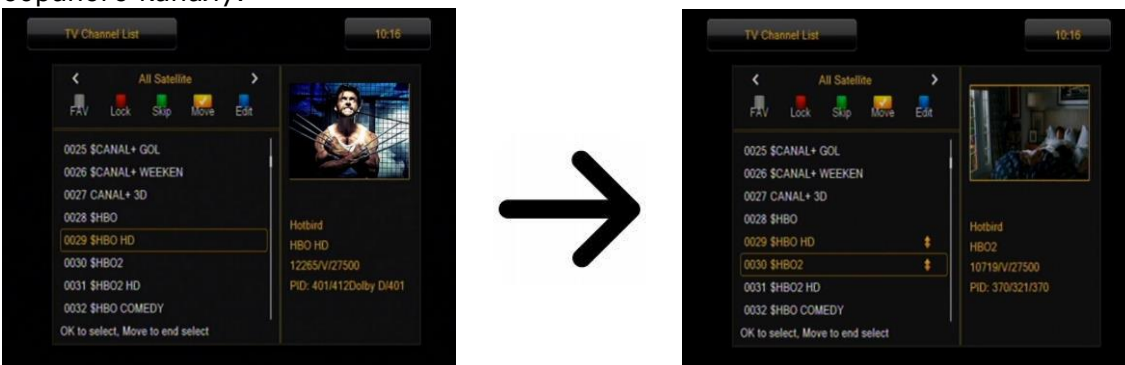 обраного каналу.
TV Channel List
10:16
All Satellite
FAV Lock Skip Move Edit
0025 $CANAL+ GOL
0026 $CANAL+ WEEKEN
0027 CANAL+ 3D
0028 $HBO
0029 $HBO HD
0030 $HBO2
0031 $HBO2 HD
0032 $HBO COMEDY
OK to select, Move to end select
Hotbird
HBO HD
12265/V/27500
PID: 401/412Dolby D/401
TV Channel List
10:16
All Satellite
FAV Lock Skip Move Edit
0025 $CANAL+ GOL
0026 $CANAL+ WEEKEN
0027 CANAL+ 3D
0028 $HBO
0029 $HBO HD
0030 $HBO2
0031 $HBO2 HD
0032 $HBO COMEDY
OK to select, Move to end select
Hotbird
HBO2
10719/V/27500
PID: 370/321/370